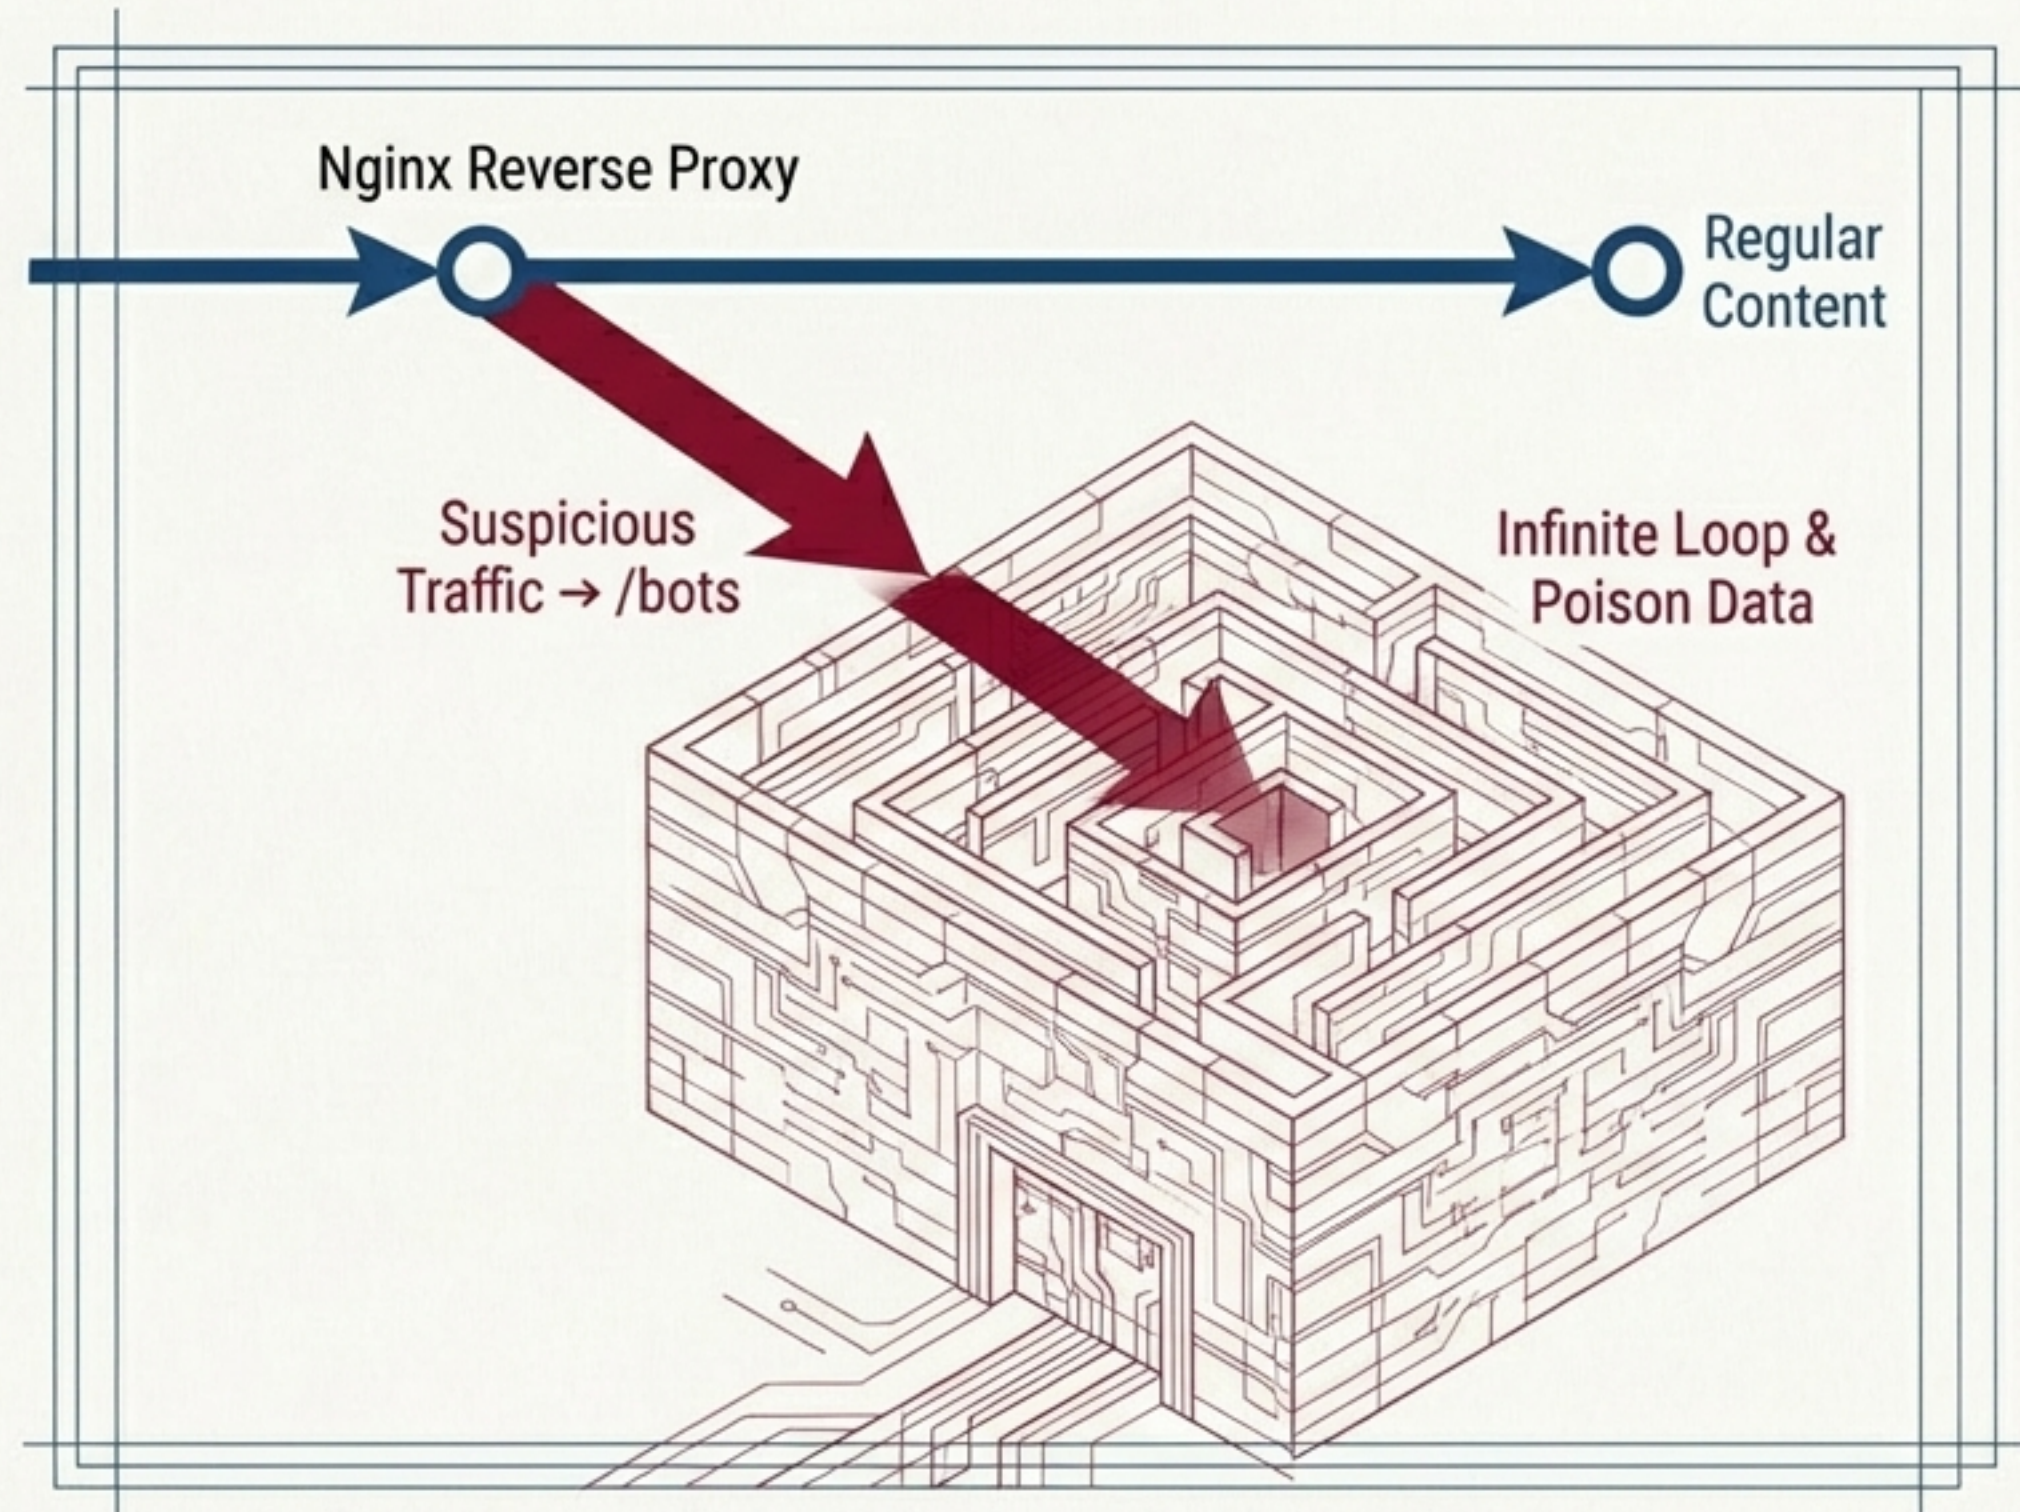 Nginx Reverse Proxy
Regular
Content
Suspicious
Traffic → /bots
Infinite Loop &
Poison Data